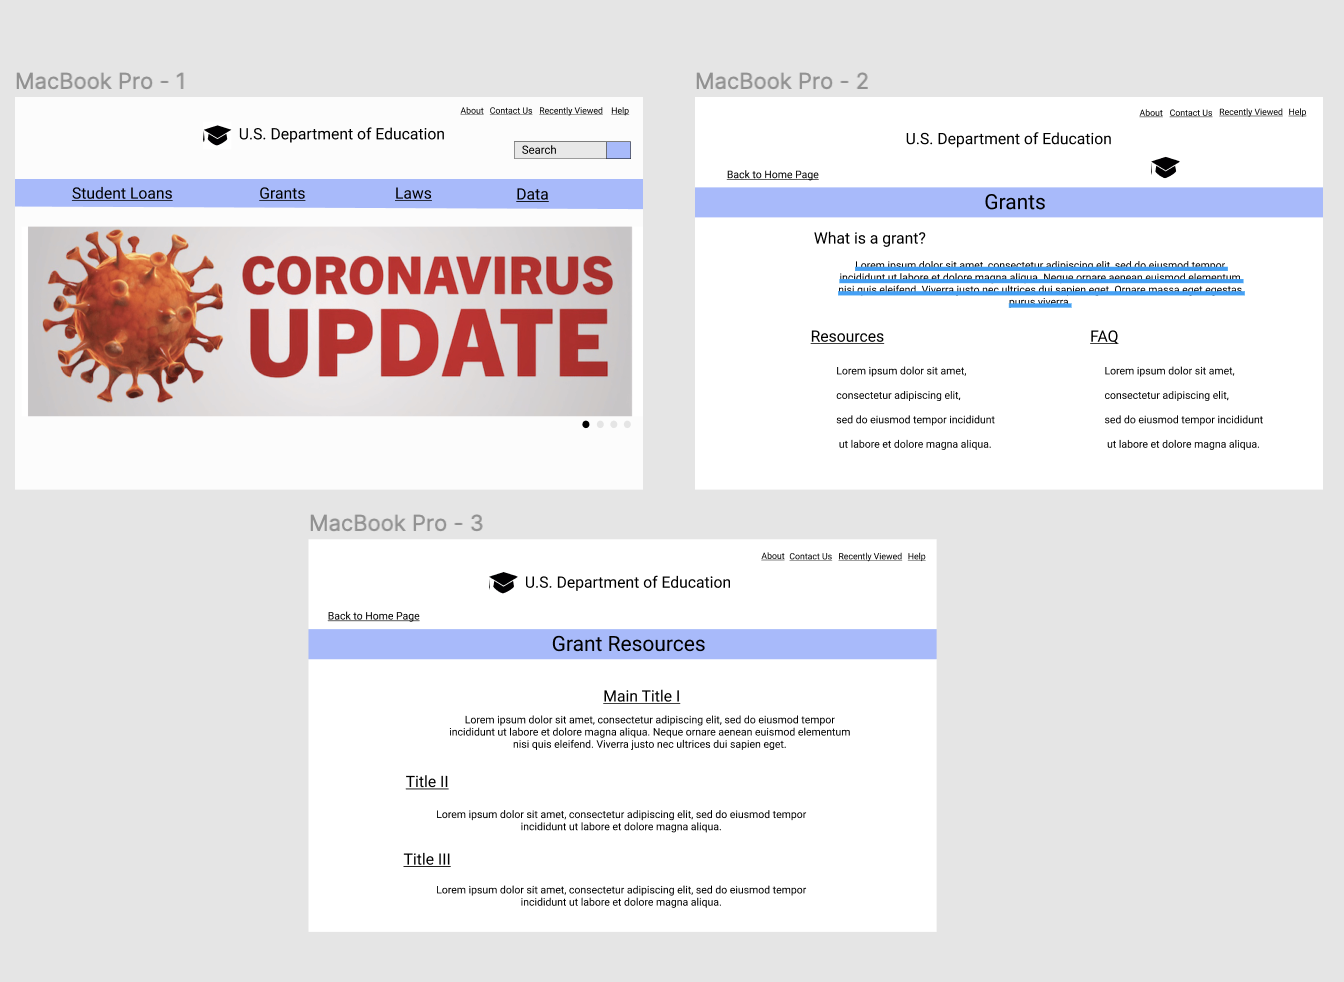 MacBook Pro - 1
About Contact Us Recently Viewed Help
U.S. Department of Education
Search
Student Loans Grants Laws Data
CORONAVIRUS
UPDATE
MacBook Pro - 2
About Contact Us Recently Viewed Help
U.S. Department of Education
Back to Home Page
Grants
What is a grant?
Lorem ipsum dolor sit amet, consectetur adipiscing elit, sed do eiusmod tempor
incididunt ut labore et dolore magna aliqua. Neque ornare aenean euismod elementum
nisi quis eleifend. Viverra justo nec ultrices dui sapien eget. Ornare massa eget egestas
purus viverra.
Resources
Lorem ipsum dolor sit amet,
consectetur adipiscing elit,
sed do eiusmod tempor incididunt
ut labore et dolore magna aliqua.
FAQ
Lorem ipsum dolor sit amet,
consectetur adipiscing elit,
sed do eiusmod tempor incididunt
ut labore et dolore magna aliqua.
MacBook Pro - 3
About Contact Us Recently Viewed Help
U.S. Department of Education
Back to Home Page
Grant Resources
Main Title I
Lorem ipsum dolor sit amet, consectetur adipiscing elit, sed do eiusmod tempor
incididunt ut labore et dolore magna aliqua. Neque ornare aenean euismod elementum
nisi quis eleifend. Viverra justo nec ultrices dui sapien eget.
Title II
Lorem ipsum dolor sit amet, consectetur adipiscing elit, sed do eiusmod tempor
incididunt ut labore et dolore magna aliqua.
Title III
Lorem ipsum dolor sit amet, consectetur adipiscing elit, sed do eiusmod tempor
incididunt ut labore et dolore magna aliqua.